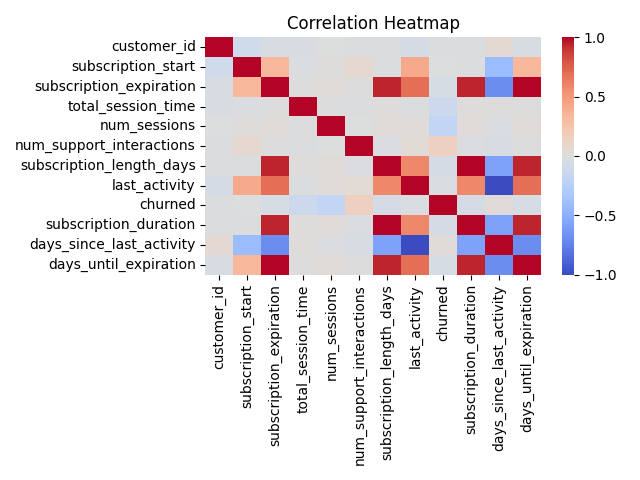 Correlation Heatmap
customer_id
subscription_start
subscription_expiration
total_session_time
num_sessions
num_support_interactions
subscription_length_days
last_activity
churned
subscription_duration
days_since_last_activity
days_until_expiration
customer_id
subscription_start
subscription_expiration
total_session_time
num_sessions
num_support_interactions
subscription_length_days
last_activity
churned
subscription_duration
days_since_last_activity
days_until_expiration
1.0
0.5
0.0
−0.5
−1.0